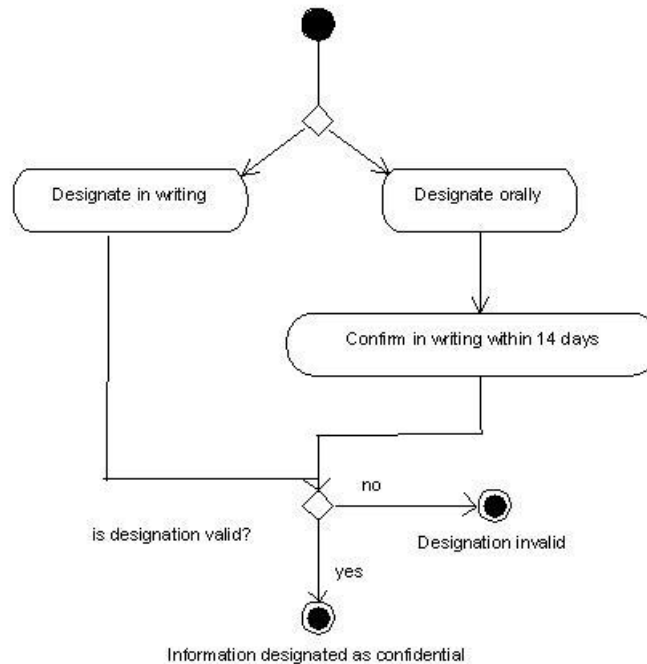 Designate in writing
Designate orally
Confirm in writing within 14 days
no
is designation valid?
Designation invalid
yes
Information designated as confidential